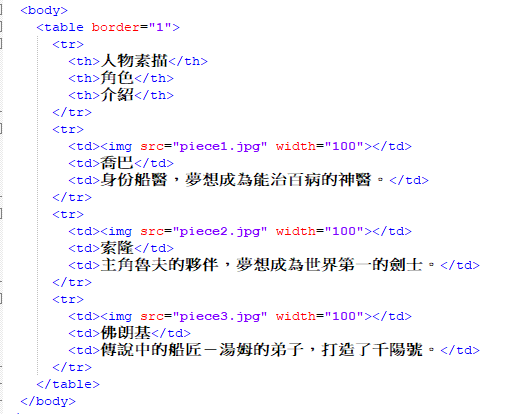 <body>
<table border="1">
<tr>
<th>人物素描</th>
<th>角色</th>
<th>介紹</th>
</tr>
<tr>
<td><img src="piece1.jpg" width="100"></td>
<td>喬巴</td>
<td>身份船醫，夢想成為能治百病的神醫。</td>
</tr>
<tr>
<td><img src="piece2.jpg" width="100"></td>
<td>索隆</td>
<td>主角魯夫的夥伴，夢想成為世界第一的劍士。</td>
</tr>
<tr>
<td><img src="piece3.jpg" width="100"></td>
<td>佛朗基</td>
<td>傳說中的船匠－湯姆的弟子，打造了千陽號。</td>
</tr>
</table>
</body>